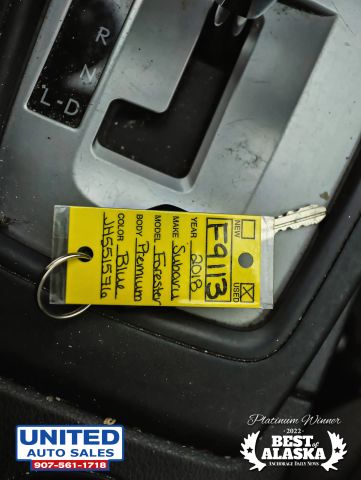 R
N
L-D
NEW
USED
F9113
YEAR 2018
MAKE Subaru
MODEL Forester
BODY Premium
COLOR Blue
JH551576
UNITED
AUTO SALES
907-561-1718
Platinum Winner
· 2022 ·
BEST of
ALASKA
ANCHORAGE DAILY NEWS